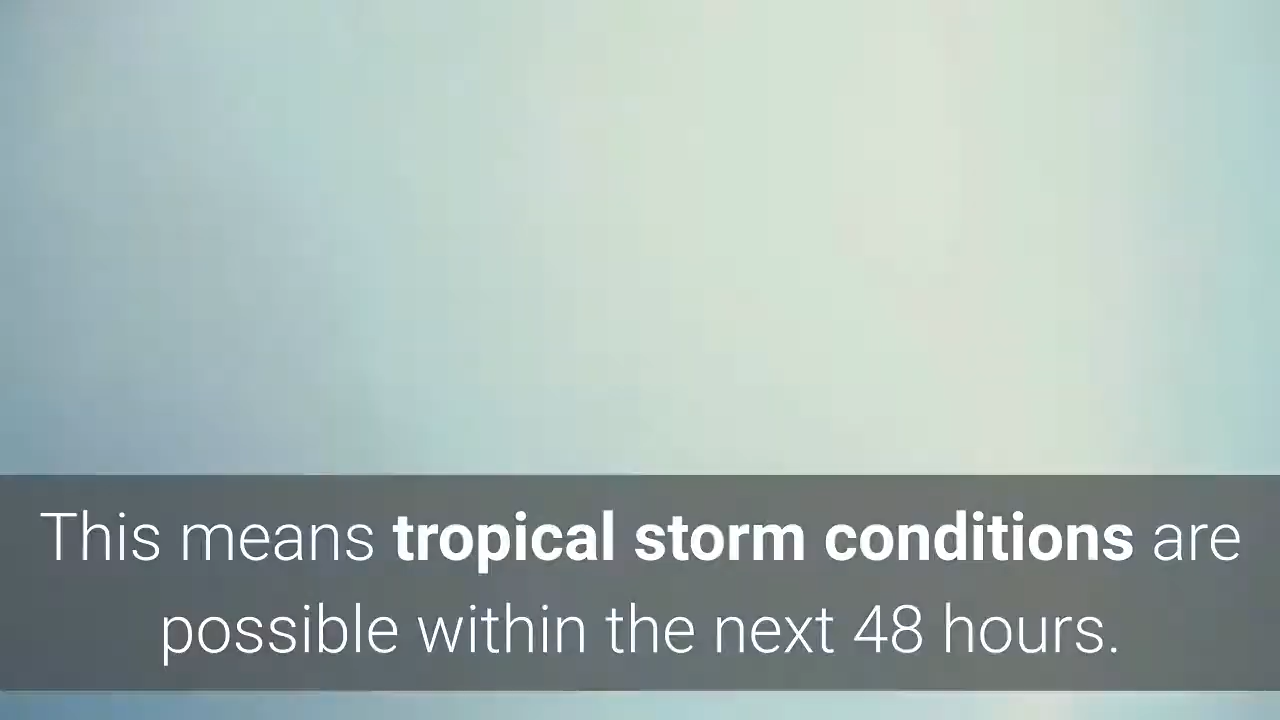 This means tropical storm conditions are
possible within the next 48 hours.